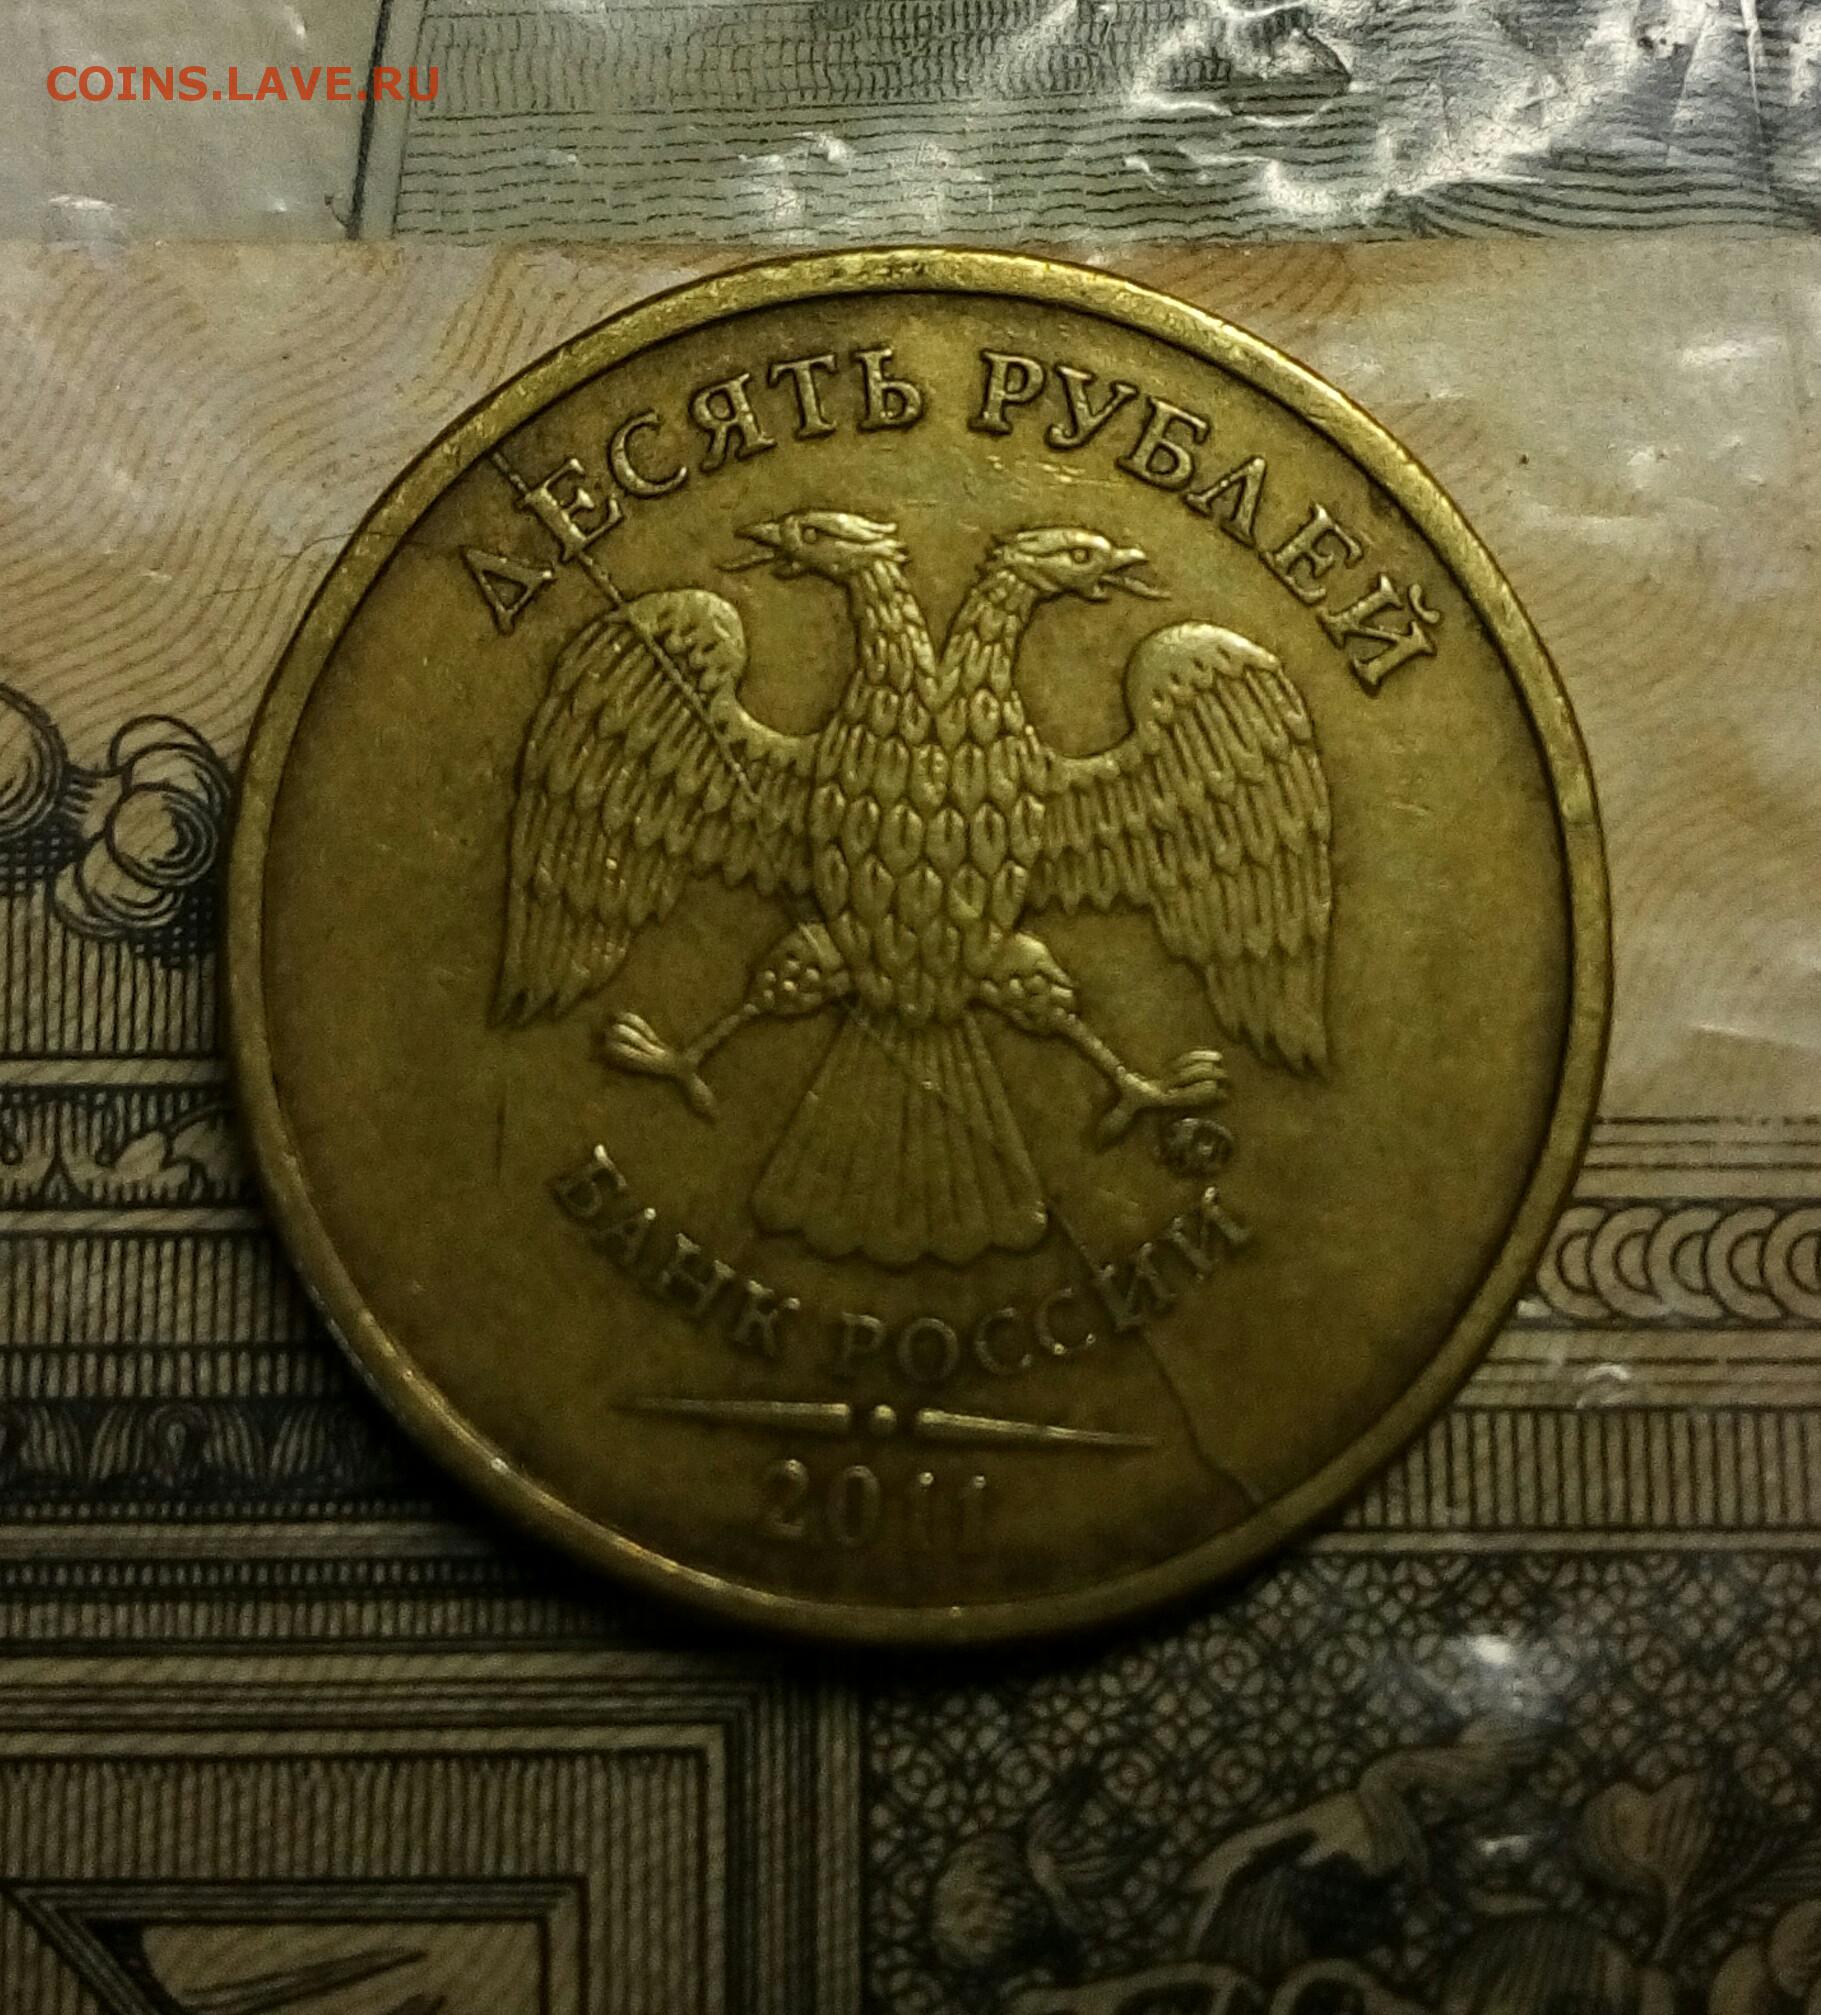 COINS.LAVE.RU
ДЕСЯТЬ РУБЛЕЙ
БАНК РОССИИ
2011